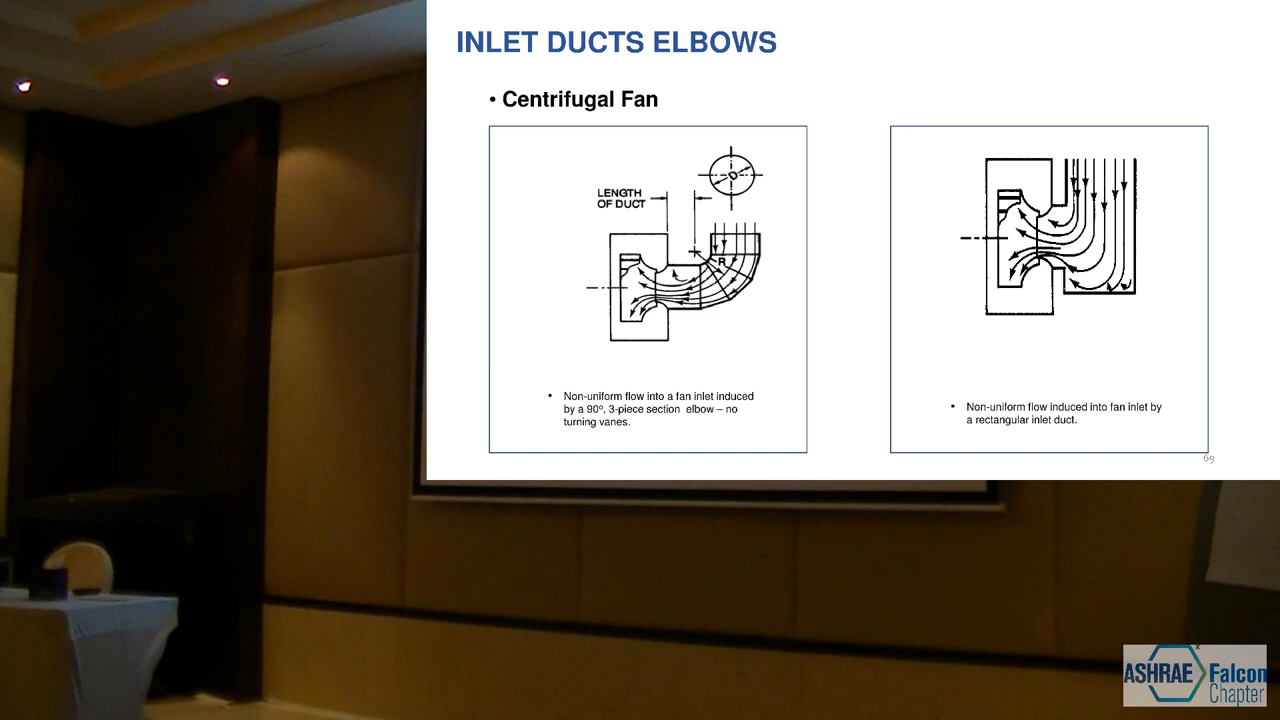 INLET DUCTS ELBOWS
• Centrifugal Fan
LENGTH
OF DUCT
D
R
• Non-uniform flow into a fan inlet induced
by a 90º, 3-piece section elbow – no
turning vanes.
• Non-uniform flow induced into fan inlet by
a rectangular inlet duct.
69
ASHRAE Falcon
Chapter